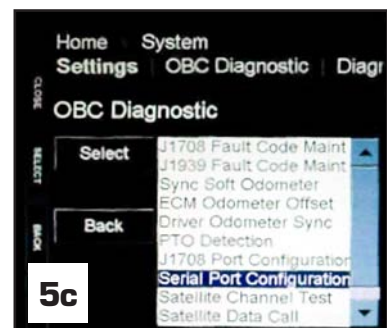 Home System
Settings OBC Diagnostic Diagr
OBC Diagnostic
CLOSE
SELECT
BACK
Select
Back
J1708 Fault Code Maint
J1939 Fault Code Maint
Sync Soft Odometer
ECM Odometer Offset
Driver Odometer Sync
PTO Detection
J1708 Port Configuration
Serial Port Configuration
Satellite Channel Test
Satellite Data Call
5c